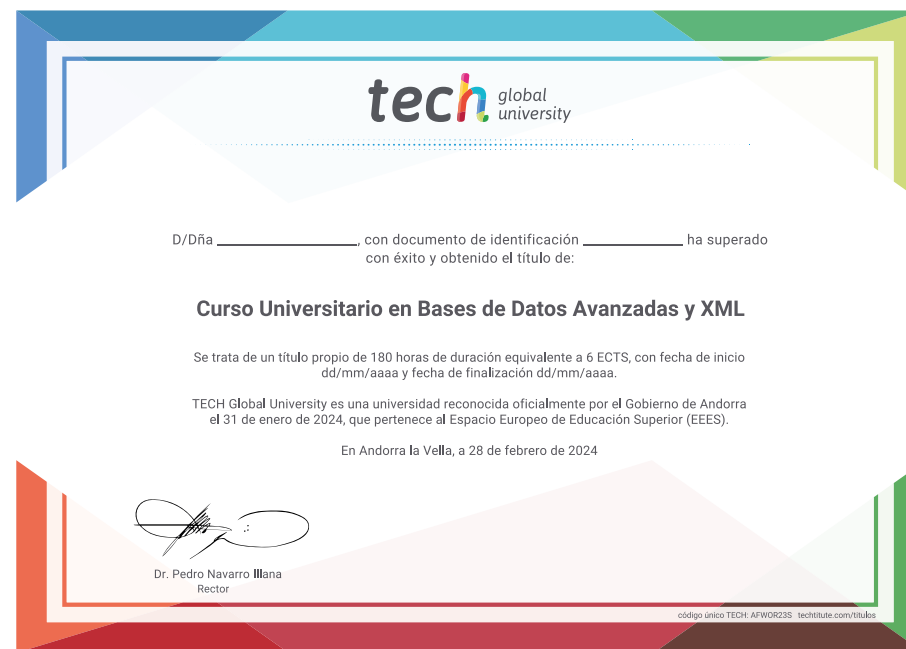 tech global
university
D/Dña ____________________, con documento de identificación ______________ ha superado
con éxito y obtenido el título de:
Curso Universitario en Bases de Datos Avanzadas y XML
Se trata de un título propio de 180 horas de duración equivalente a 6 ECTS, con fecha de inicio
dd/mm/aaaa y fecha de finalización dd/mm/aaaa.
TECH Global University es una universidad reconocida oficialmente por el Gobierno de Andorra
el 31 de enero de 2024, que pertenece al Espacio Europeo de Educación Superior (EEES).
En Andorra la Vella, a 28 de febrero de 2024
Dr. Pedro Navarro Illana
Rector
código único TECH: AFWOR23S techtitute.com/titulos